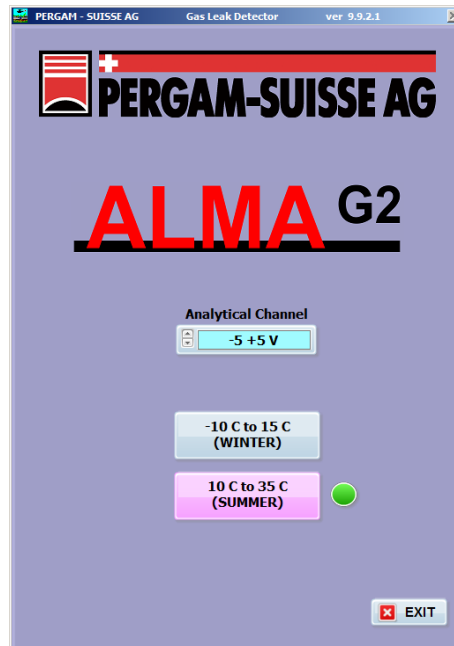 PERGAM - SUISSE AG Gas Leak Detector ver 9.9.2.1
PERGAM-SUISSE AG
ALMA G2
Analytical Channel
-5 +5 V
-10 C to 15 C
(WINTER)
10 C to 35 C
(SUMMER)
EXIT